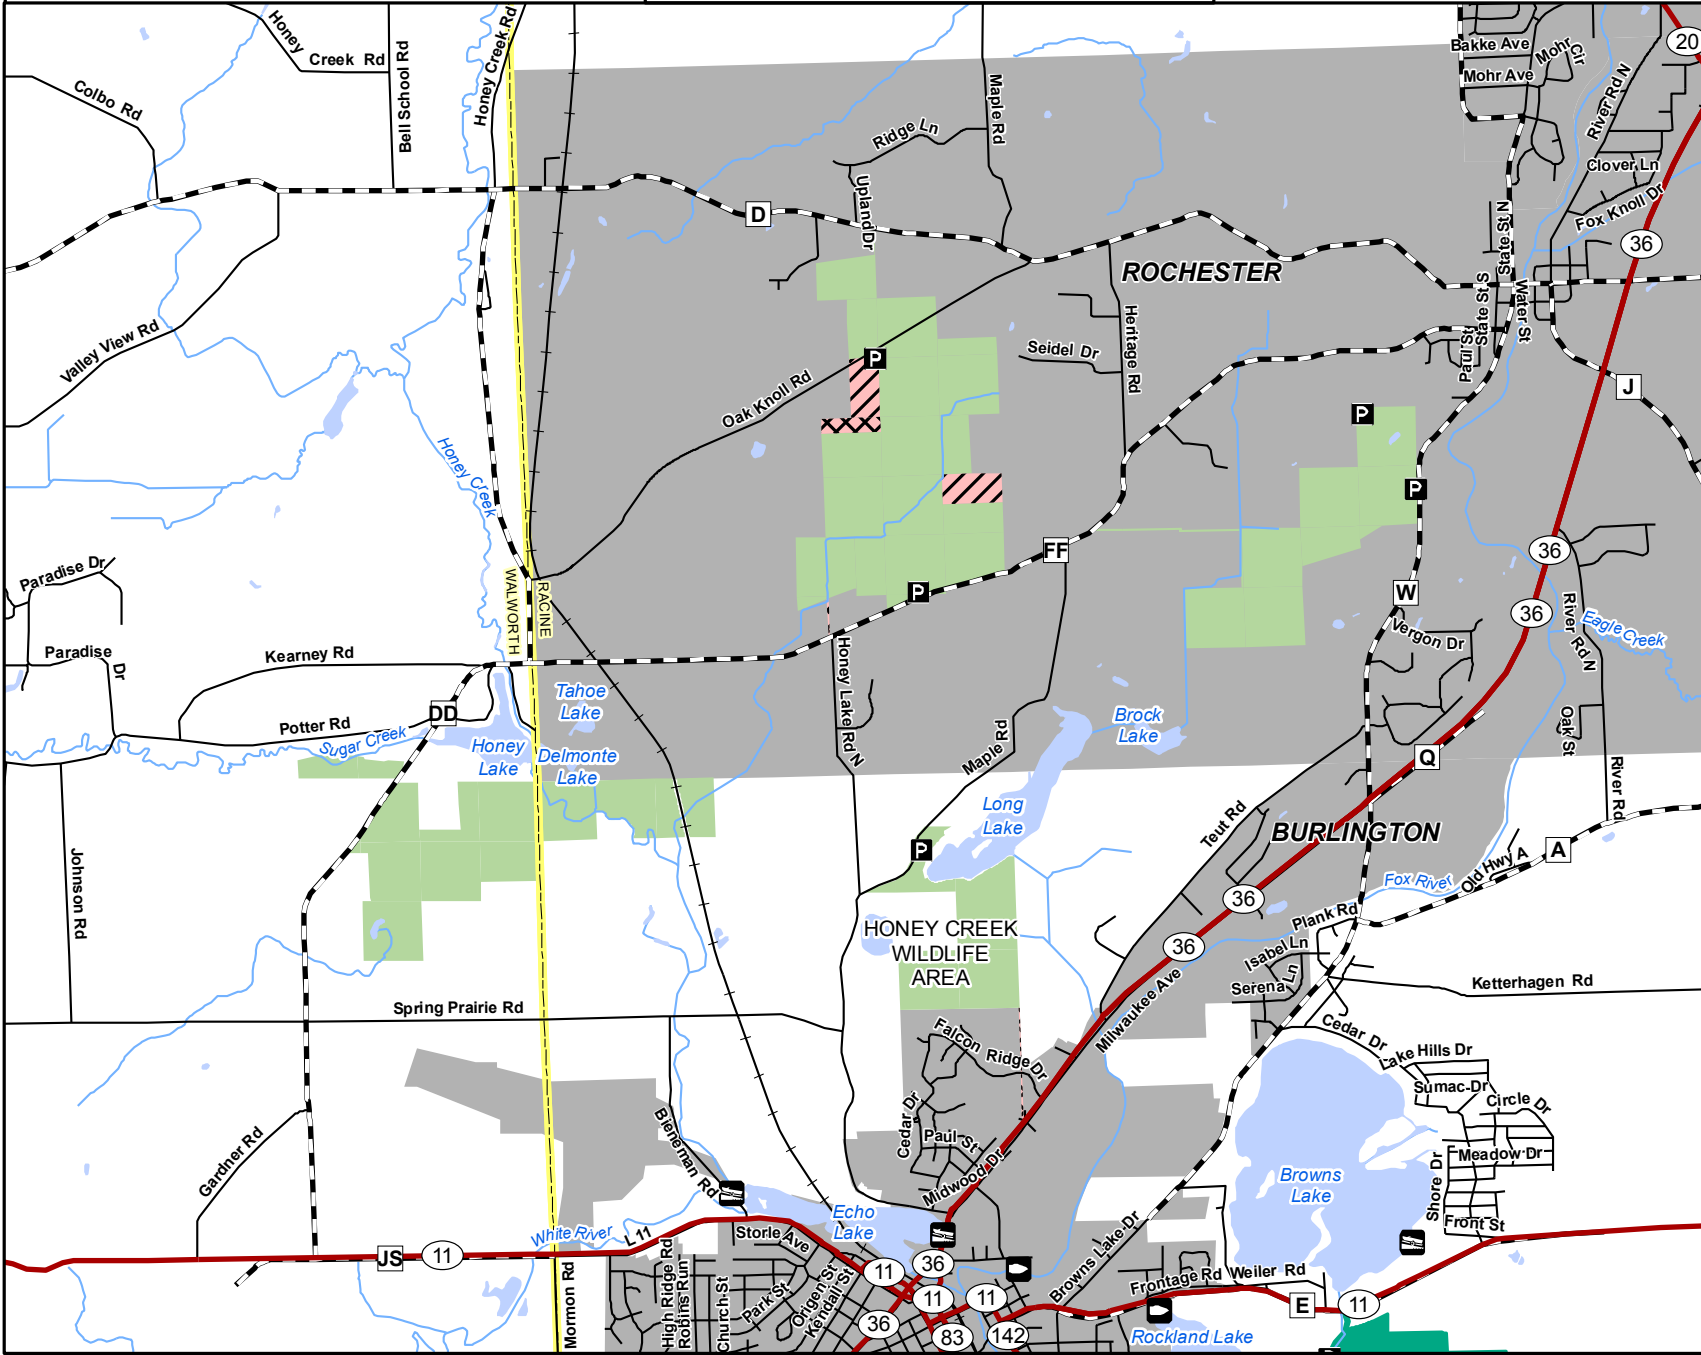 Honey
Creek Rd
Bell School Rd
Honey Creek Rd
Colbo Rd
Maple Rd
Ridge Ln
Upland Dr
Bakke Ave
Mohr Cir
Mohr Ave
River Rd N
20
Clover Ln
Fox Knoll Dr
36
State St N
D
ROCHESTER
State St S
Water St
Paul St
Valley View Rd
Heritage Rd
Seidel Dr
P
Oak Knoll Rd
J
P
Honey Creek
P
36
FF
Paradise Dr
WALWORTH
RACINE
P
W
36
River Rd N
Eagle Creek
Vergon Dr
Paradise Dr
Kearney Rd
Honey Lake Rd N
Tahoe
Lake
DD
Potter Rd
Sugar Creek
Honey
Lake
Delmonte
Lake
Brock
Lake
Maple Rd
Oak St
Q
River Rd
Long
Lake
Teut Rd
BURLINGTON
P
A
Old Hwy A
Johnson Rd
Fox River
36
Plank Rd
HONEY CREEK
WILDLIFE
AREA
36
Isabel Ln
Serena Ln
Ketterhagen Rd
Spring Prairie Rd
Milwaukee Ave
Falcon Ridge Dr
Cedar Dr
Lake Hills Dr
Sumac Dr
Circle Dr
Cedar Dr
Paul St
Bieneman Rd
Gardner Rd
Meadow Dr
Midwood Dr
Browns
Lake
Shore Dr
Front St
Echo
Lake
White River
L 11
Storle Ave
JS
11
Browns Lake Dr
36
11
Frontage Rd
Weiler Rd
Mormon Rd
High Ridge Rd
Robins Run
Church St
Park St
Origen St
Kendall St
11
11
E
11
36
83
142
Rockland Lake